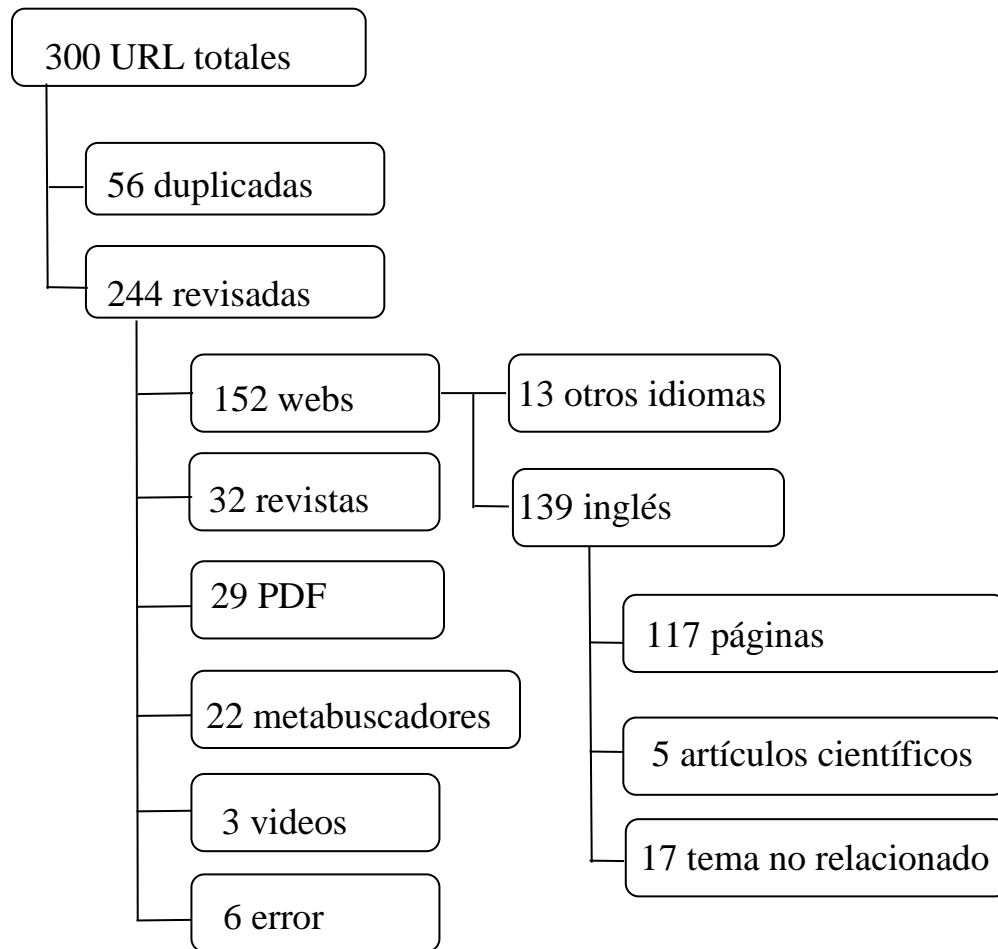 300 URL totales
56 duplicadas
244 revisadas
152 webs
13 otros idiomas
32 revistas
139 inglés
29 PDF
117 páginas
22 metabuscadores
5 artículos científicos
3 videos
17 tema no relacionado
6 error